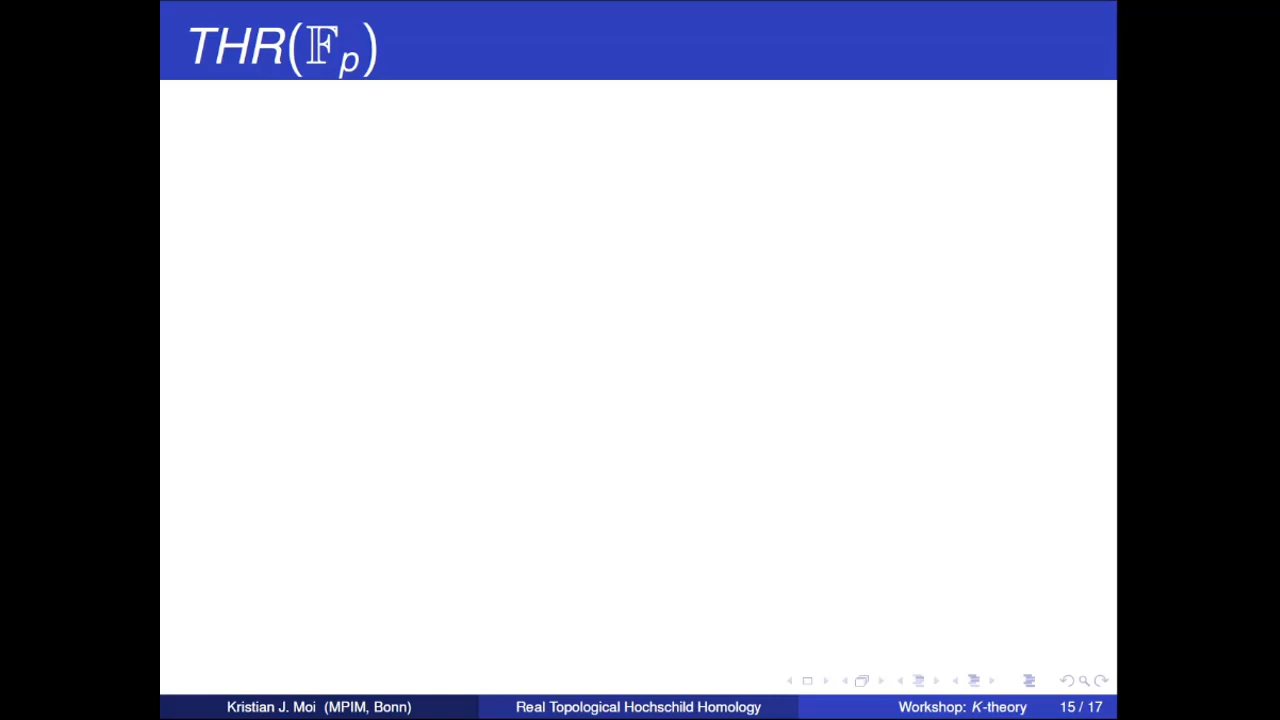 THR(𝔽ₚ)
Kristian J. Moi (MPIM, Bonn)
Real Topological Hochschild Homology
Workshop: K-theory
15 / 17